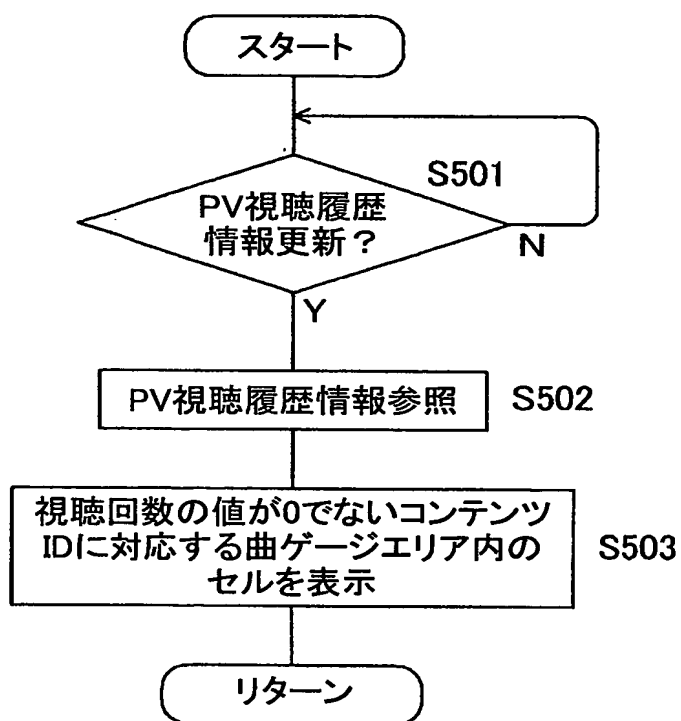 スタート
S501
PV視聴履歴
情報更新？
N
Y
PV視聴履歴情報参照
S502
視聴回数の値が0でないコンテンツ
IDに対応する曲ゲージエリア内の
セルを表示
S503
リターン